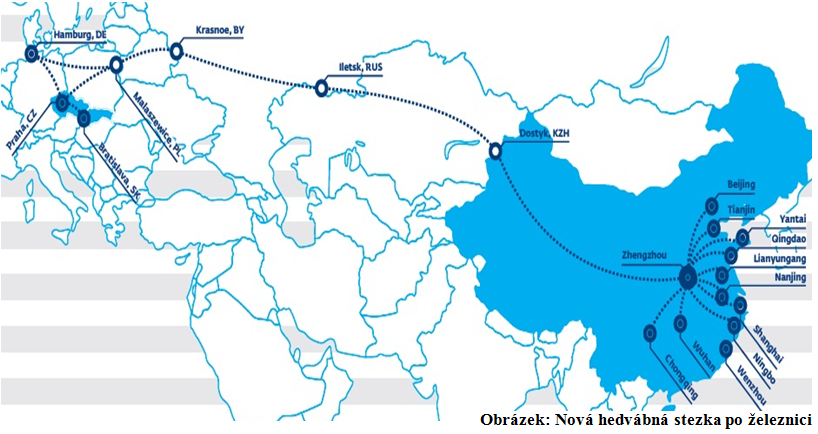 Hamburg, DE
Krasnoe, BY
Iletsk, RUS
Malaszewice, PL
Praha, CZ
Bratislava, SK
Dostyk, KZH
Beijing
Tianjin
Yantai
Qingdao
Zhengzhou
Lianyungang
Nanjing
Shanghai
Ningbo
Wenzhou
Wuhan
Chongqing
Obrázek: Nová hedvábná stezka po železnici